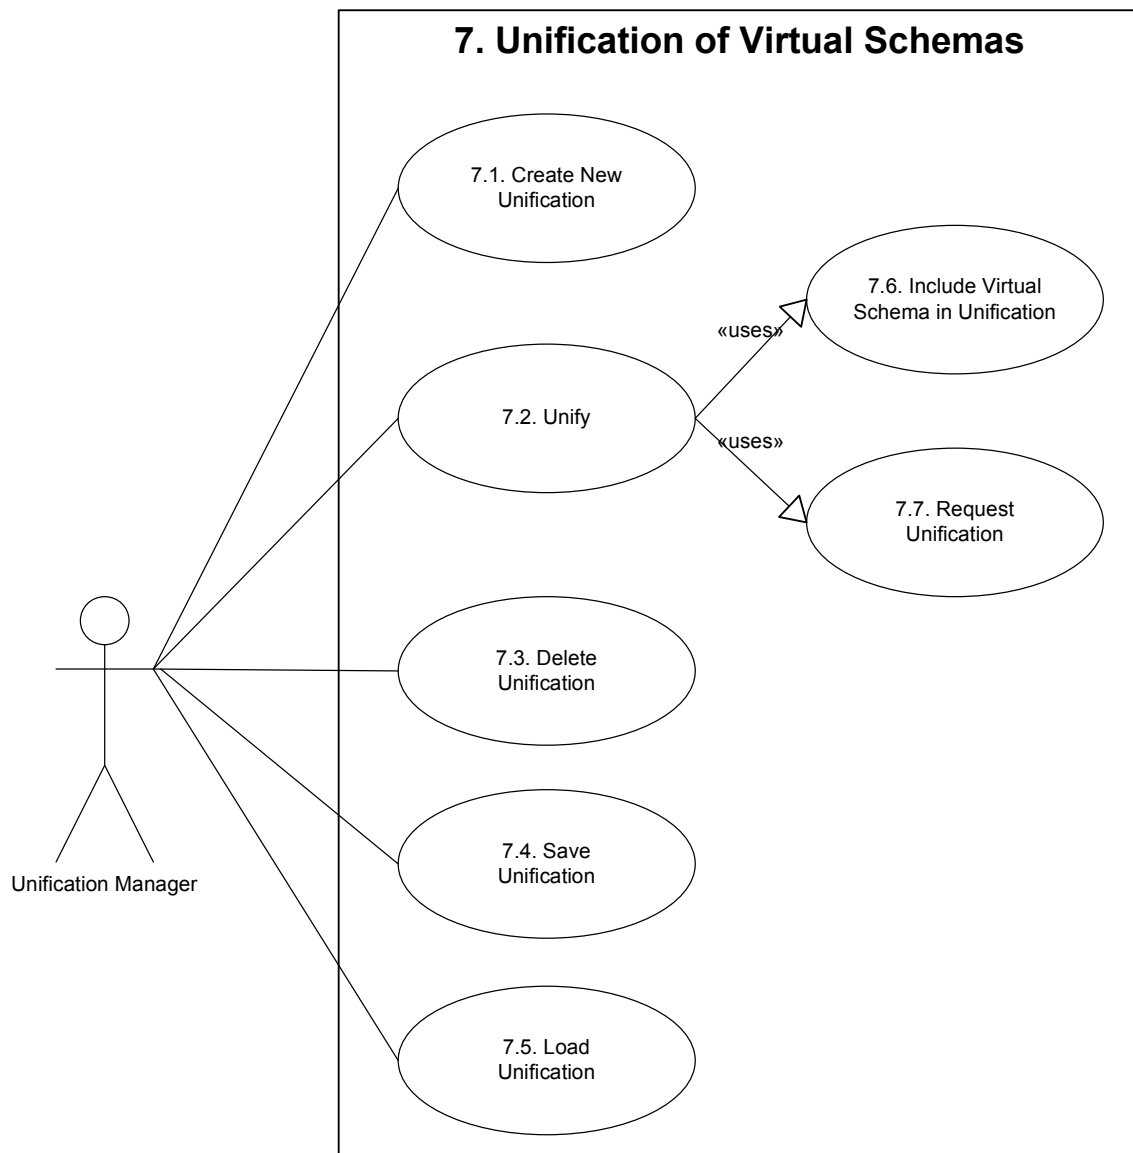 7. Unification of Virtual Schemas
7.1. Create New
Unification
7.6. Include Virtual
Schema in Unification
«uses»
7.2. Unify
«uses»
7.7. Request
Unification
7.3. Delete
Unification
7.4. Save
Unification
Unification Manager
7.5. Load
Unification